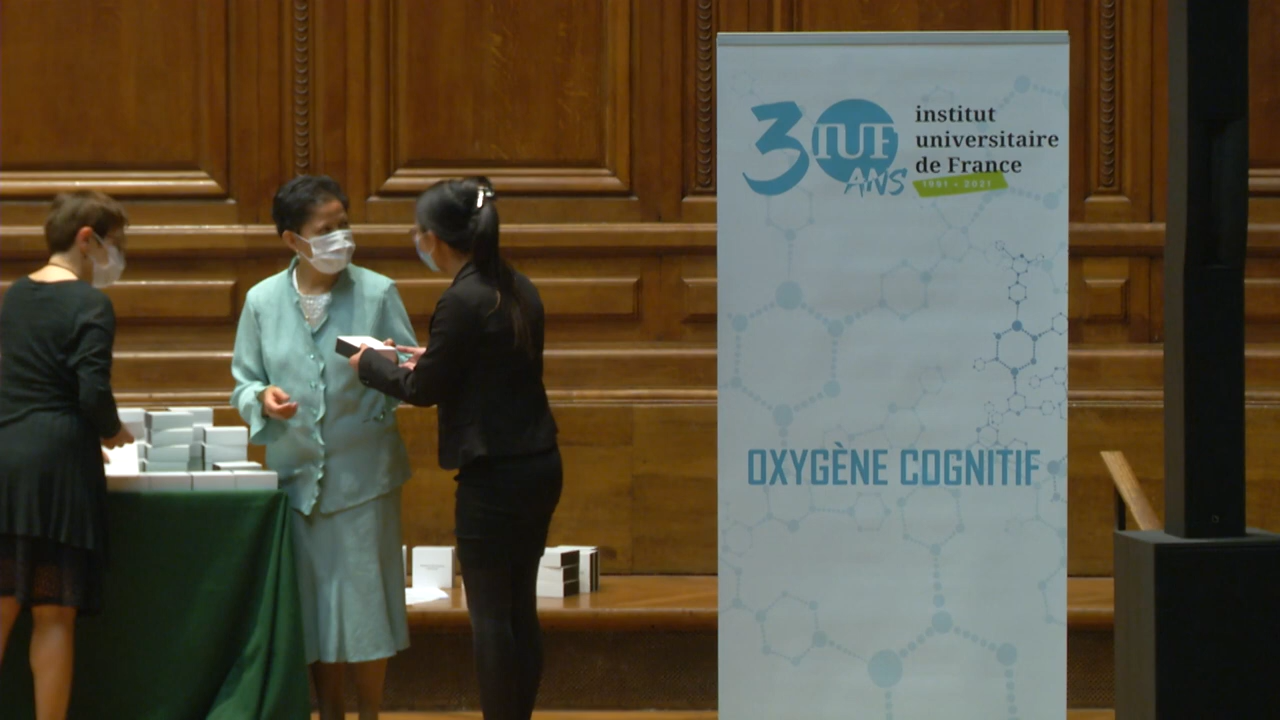 30
IUF
ANS
institut
universitaire
de France
1991 - 2021
OXYGÈNE COGNITIF